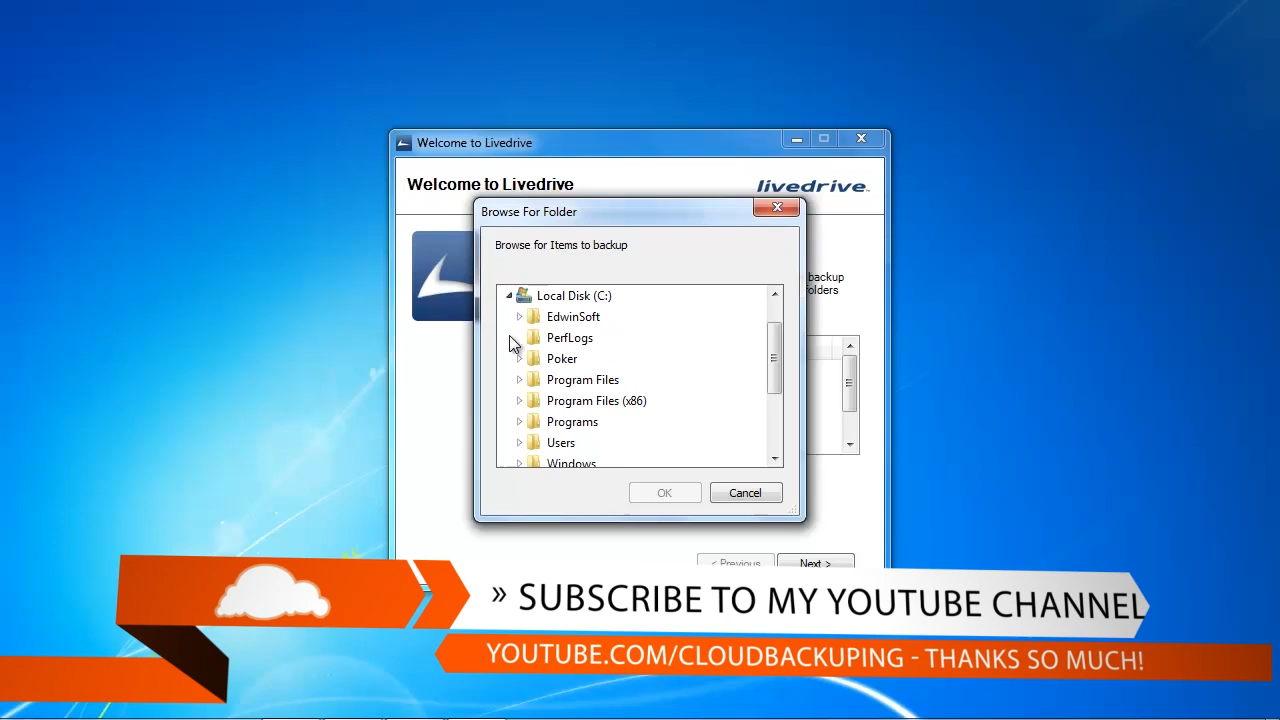 Welcome to Livedrive
Welcome to Livedrive
livedrive
Browse For Folder
Browse for Items to backup
backup
folders
Local Disk (C:)
EdwinSoft
PerfLogs
Poker
Program Files
Program Files (x86)
Programs
Users
Windows
OK
Cancel
< Previous
Next >
» SUBSCRIBE TO MY YOUTUBE CHANNEL
YOUTUBE.COM/CLOUDBACKUPING - THANKS SO MUCH!